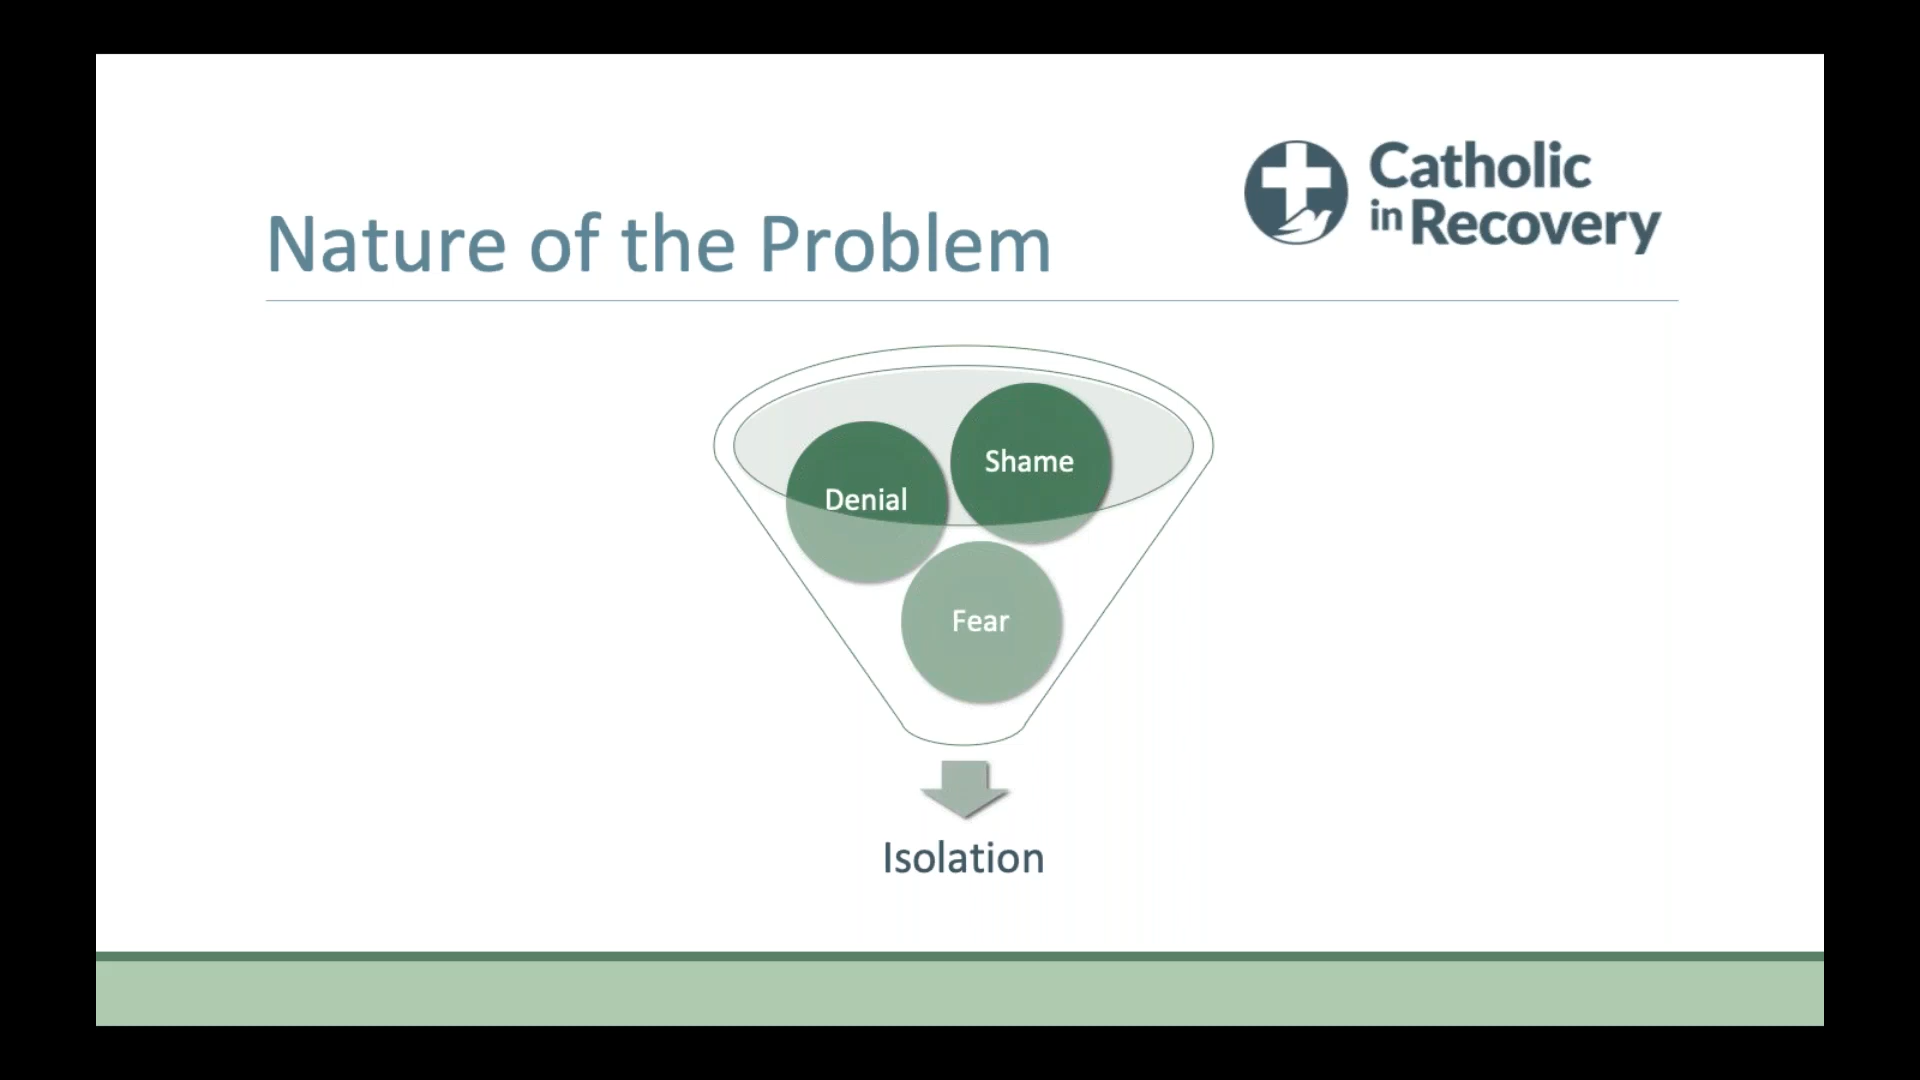 Catholic
in Recovery
Nature of the Problem
Shame
Denial
Fear
Isolation